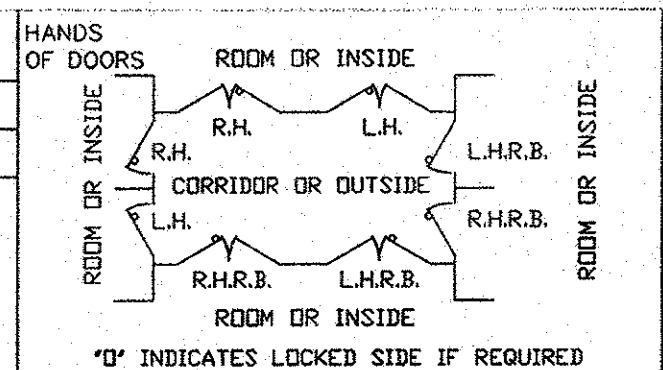 HANDS
OF DOORS
ROOM OR INSIDE
ROOM OR INSIDE
R.H.
L.H.
R.H.
L.H.R.B.
CORRIDOR OR OUTSIDE
L.H.
R.H.R.B.
R.H.R.B.
L.H.R.B.
ROOM OR INSIDE
ROOM OR INSIDE
"O" INDICATES LOCKED SIDE IF REQUIRED